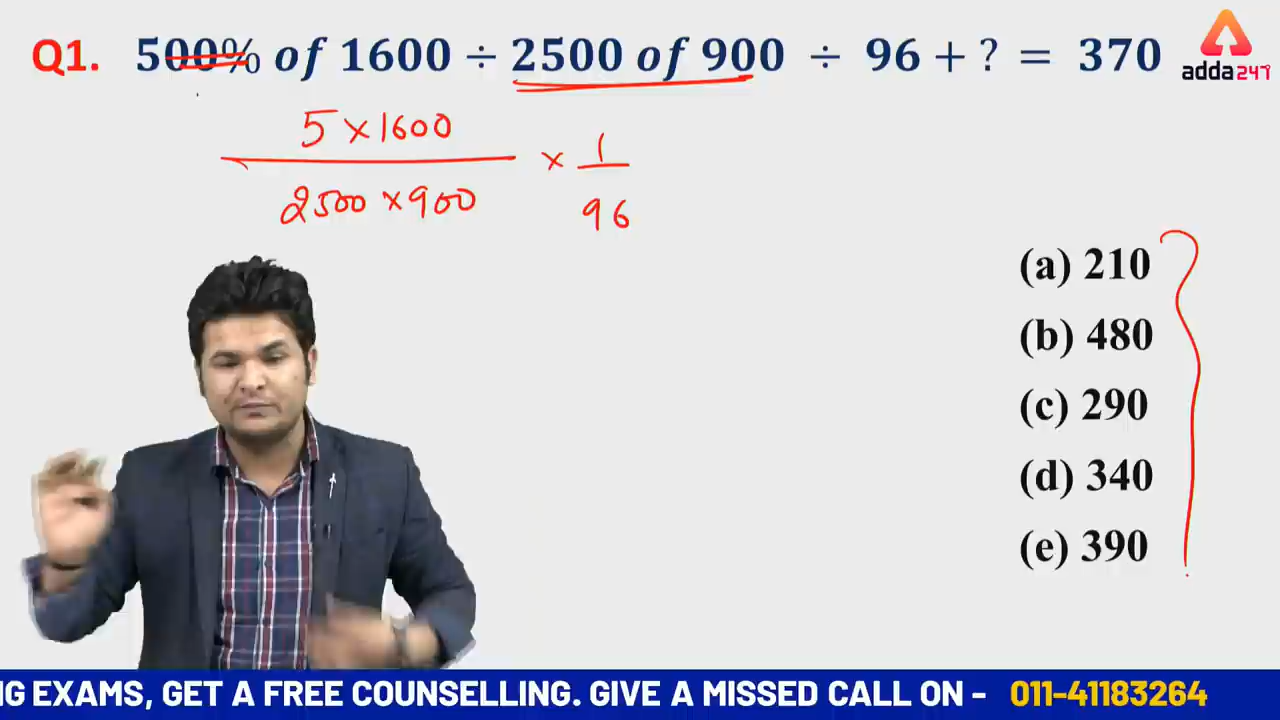 Q1. 500% of 1600 ÷ 2500 of 900 ÷ 96 + ? = 370
adda247
5 × 1600
2500 × 900
× 1
96
(a) 210
(b) 480
(c) 290
(d) 340
(e) 390
NG EXAMS, GET A FREE COUNSELLING. GIVE A MISSED CALL ON - 011-41183264